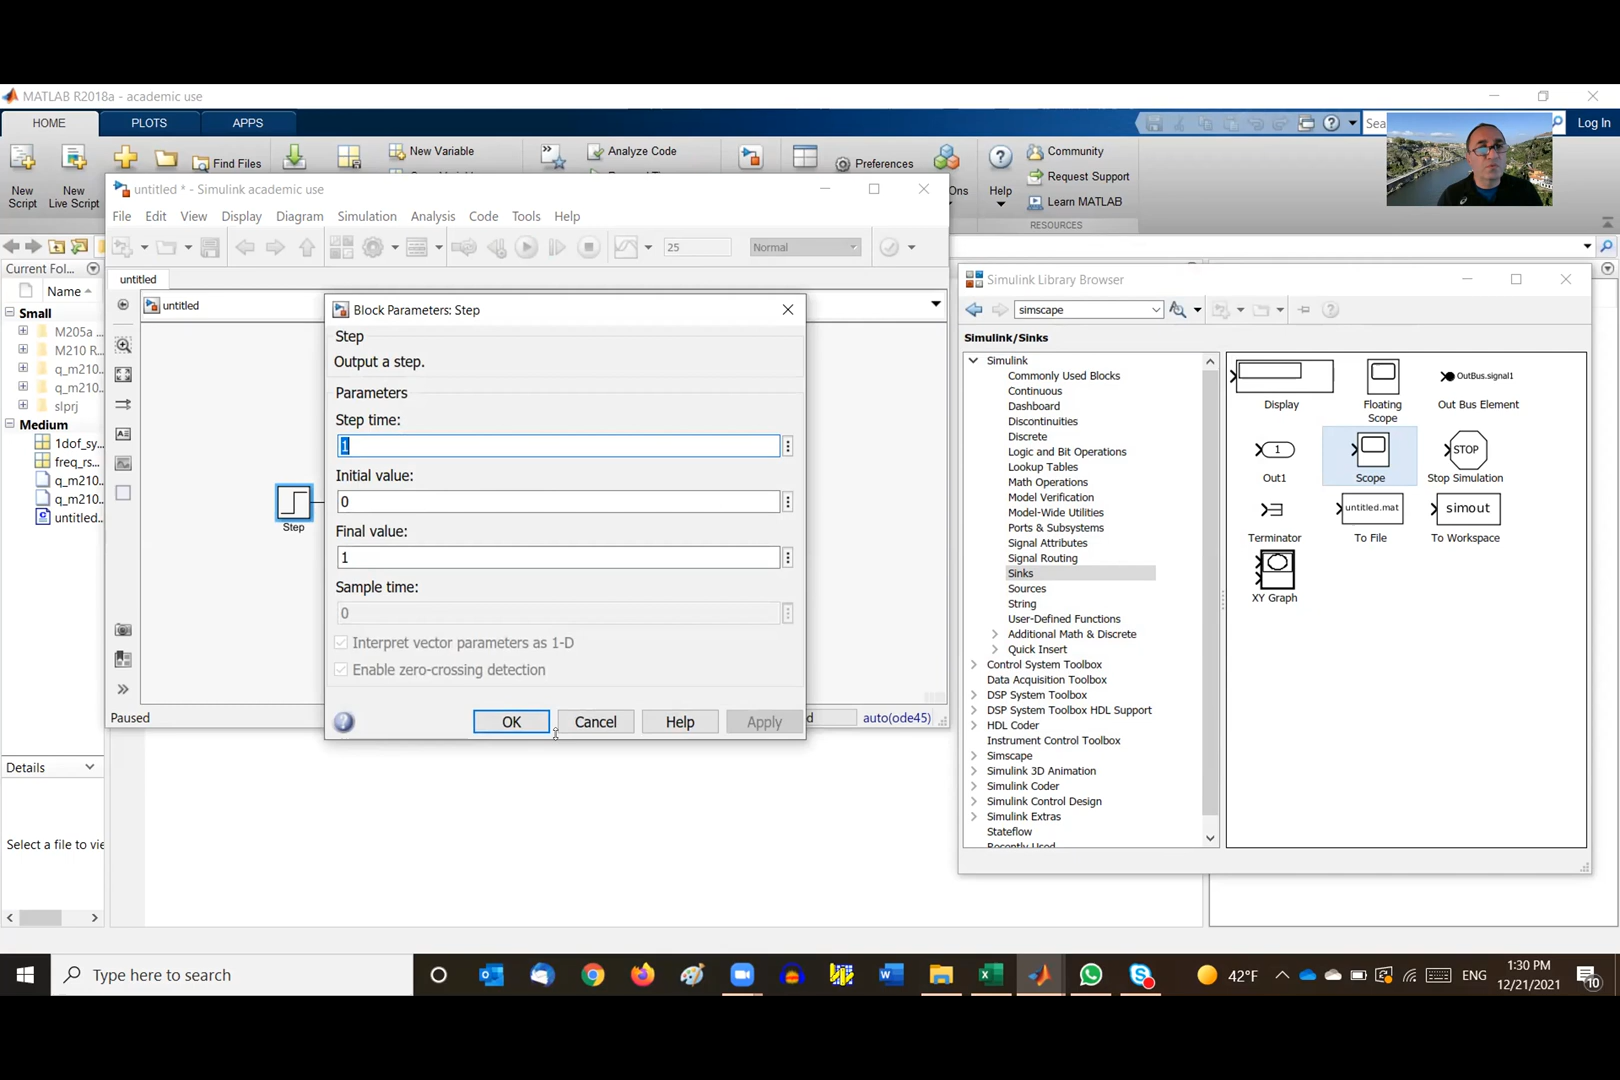 MATLAB R2018a - academic use
HOME
PLOTS
APPS
Sea
Log In
New Script
New Live Script
Find Files
New Variable
Analyze Code
Preferences
Ons
Help
Community
Request Support
Learn MATLAB
RESOURCES
untitled * - Simulink academic use
File Edit View Display Diagram Simulation Analysis Code Tools Help
25
Normal
untitled
untitled
Current Fol...
Name
Small
M205a
M210 R
q_m210
q_m210
slprj
Medium
1dof_sy
freq_rs
q_m210
q_m210
untitled
Step
Paused
d
auto(ode45)
Details
Select a file to vie
Block Parameters: Step
Step
Output a step.
Parameters
Step time:
1
Initial value:
0
Final value:
1
Sample time:
0
Interpret vector parameters as 1-D
Enable zero-crossing detection
OK
Cancel
Help
Apply
Simulink Library Browser
simscape
Simulink/Sinks
Simulink
Commonly Used Blocks
Continuous
Dashboard
Discontinuities
Discrete
Logic and Bit Operations
Lookup Tables
Math Operations
Model Verification
Model-Wide Utilities
Ports & Subsystems
Signal Attributes
Signal Routing
Sinks
Sources
String
User-Defined Functions
Additional Math & Discrete
Quick Insert
Control System Toolbox
Data Acquisition Toolbox
DSP System Toolbox
DSP System Toolbox HDL Support
HDL Coder
Instrument Control Toolbox
Simscape
Simulink 3D Animation
Simulink Coder
Simulink Control Design
Simulink Extras
Stateflow
Recently Used
Display
Floating Scope
OutBus.signal1
Out Bus Element
1
Out1
Scope
STOP
Stop Simulation
Terminator
untitled.mat
To File
simout
To Workspace
XY Graph
Type here to search
42°F
ENG
1:30 PM
12/21/2021
10